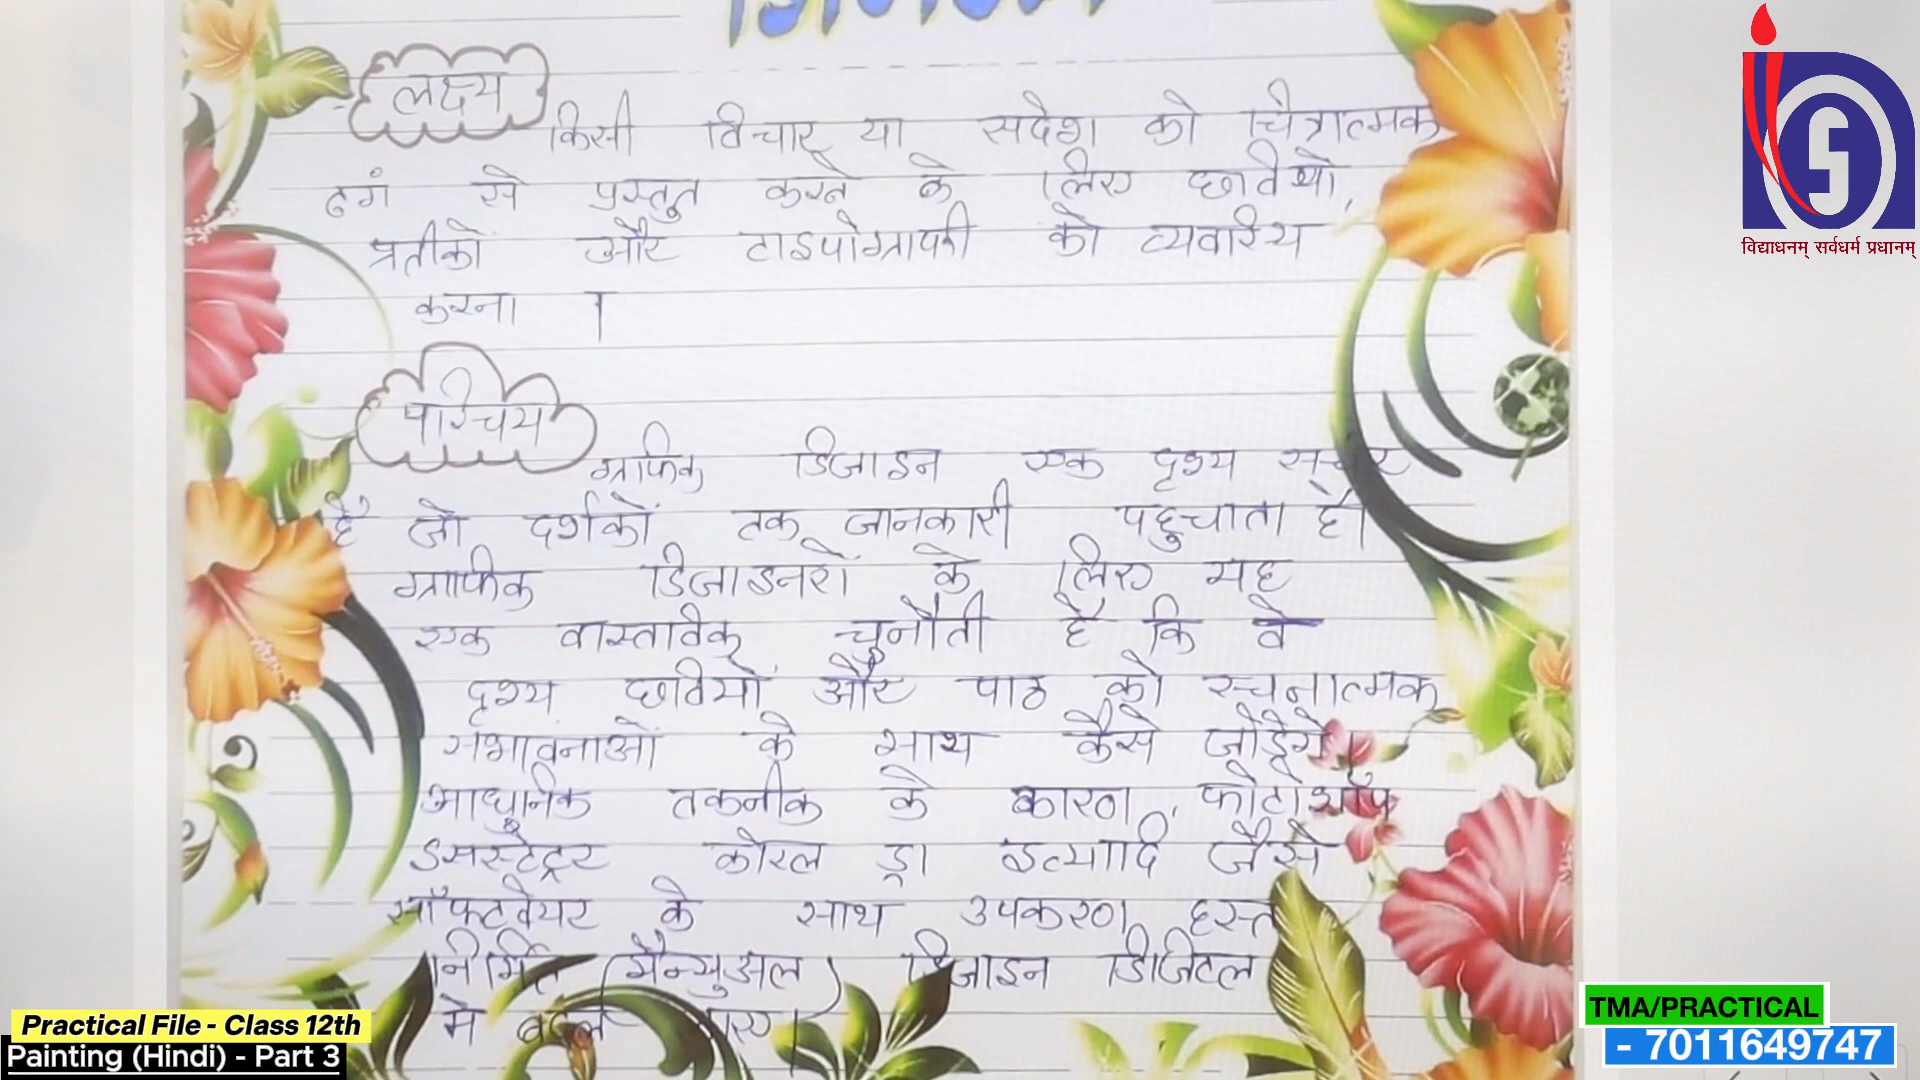 लक्ष्य
किसी विचार या संदेश को चित्रात्मक
ढंग से प्रस्तुत करने के लिए छवियो,
प्रतीकों और टाइपोग्राफी को व्यवस्थि
करना ।
परिचय
ग्राफिक डिजाइन एक दृश्य संचार
है जो दर्शकों तक जानकारी पहुचाता है।
ग्राफिक डिजाइनरों के लिए यह
एक वास्तविक चुनौती है कि वे
दृश्य छवियों और पाठ को रचनात्मक
संभावनाओं के साथ कैसे जोड़ेगे।
आधुनिक तकनीक के कारण, फोटोशॉप
कोरल ड्रा इत्यादि जैसे
सॉफ्टवेयर के साथ उपकरण हस्त
निर्मित (मैन्युअल) डिजाइन डिजिटल
मे बदल गए।
विद्याधनम् सर्वधर्म प्रधानम्
Practical File - Class 12th
Painting (Hindi) - Part 3
TMA/PRACTICAL
- 7011649747